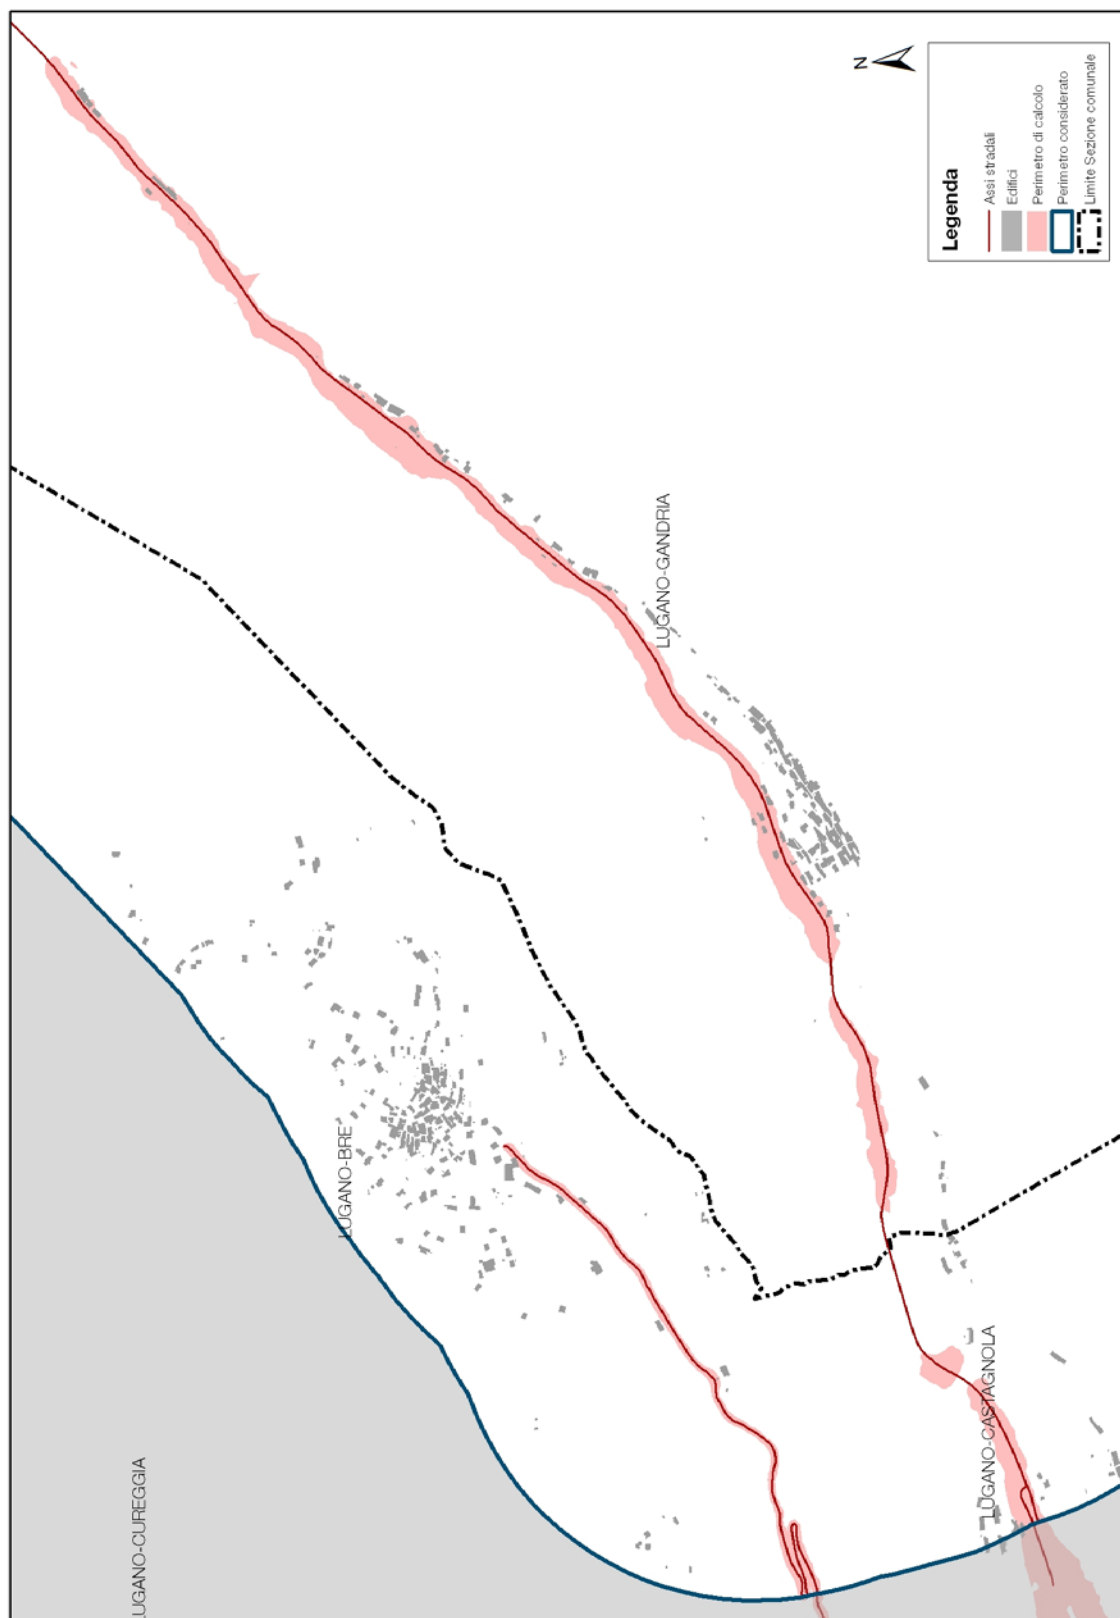 N
Legenda
Assi stradali
Edifici
Perimetro di calcolo
Perimetro considerato
Limite Sezione comunale
LUGANO-GANDRIA
LUGANO-BRE
LUGANO-CASTAGNOLA
LUGANO-CUREGGIA